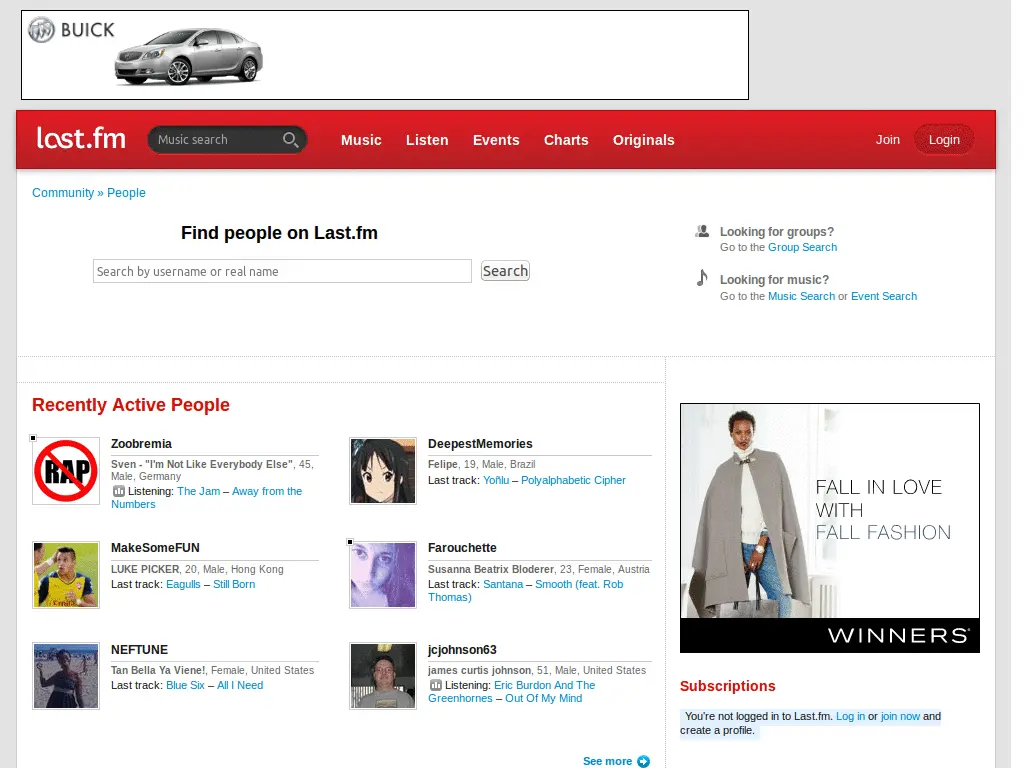 BUICK
last.fm
Music search
Music Listen Events Charts Originals
Join Login
Community » People
Find people on Last.fm
Search by username or real name
Search
Looking for groups?
Go to the Group Search
Looking for music?
Go to the Music Search or Event Search
Recently Active People
RAP
Zoobremia
Sven - "I'm Not Like Everybody Else", 45,
Male, Germany
Listening: The Jam – Away from the
Numbers
DeepestMemories
Felipe, 19, Male, Brazil
Last track: Yoñlu – Polyalphabetic Cipher
MakeSomeFUN
LUKE PICKER, 20, Male, Hong Kong
Last track: Eagulls – Still Born
Farouchette
Susanna Beatrix Bloderer, 23, Female, Austria
Last track: Santana – Smooth (feat. Rob
Thomas)
NEFTUNE
Tan Bella Ya Viene!, Female, United States
Last track: Blue Six – All I Need
jcjohnson63
james curtis johnson, 51, Male, United States
Listening: Eric Burdon And The
Greenhornes – Out Of My Mind
See more
FALL IN LOVE
WITH
FALL FASHION
WINNERS
Subscriptions
You're not logged in to Last.fm. Log in or join now and
create a profile.